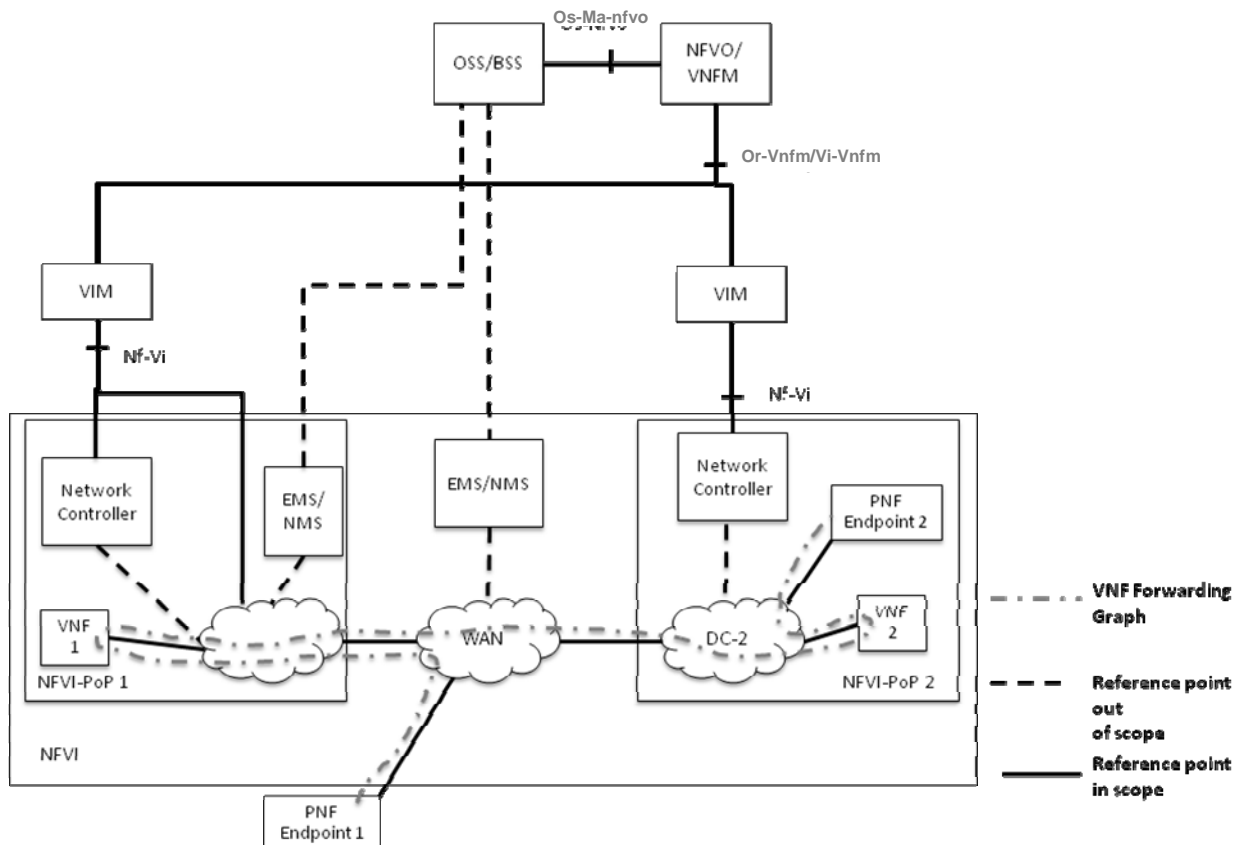 Os-Ma-nfvo
OSS/BSS
NFVO/
VNFM
Or-Vnfm/Vi-Vnfm
VIM
VIM
Nf-Vi
Nf-Vi
Network
Controller
EMS/
NMS
EMS/NMS
Network
Controller
PNF
Endpoint 2
VNF
1
WAN
DC-2
VNF
2
NFVI-PoP 1
NFVI-PoP 2
NFVI
PNF
Endpoint 1
VNF Forwarding
Graph
Reference point
out
of scope
Reference point
in scope